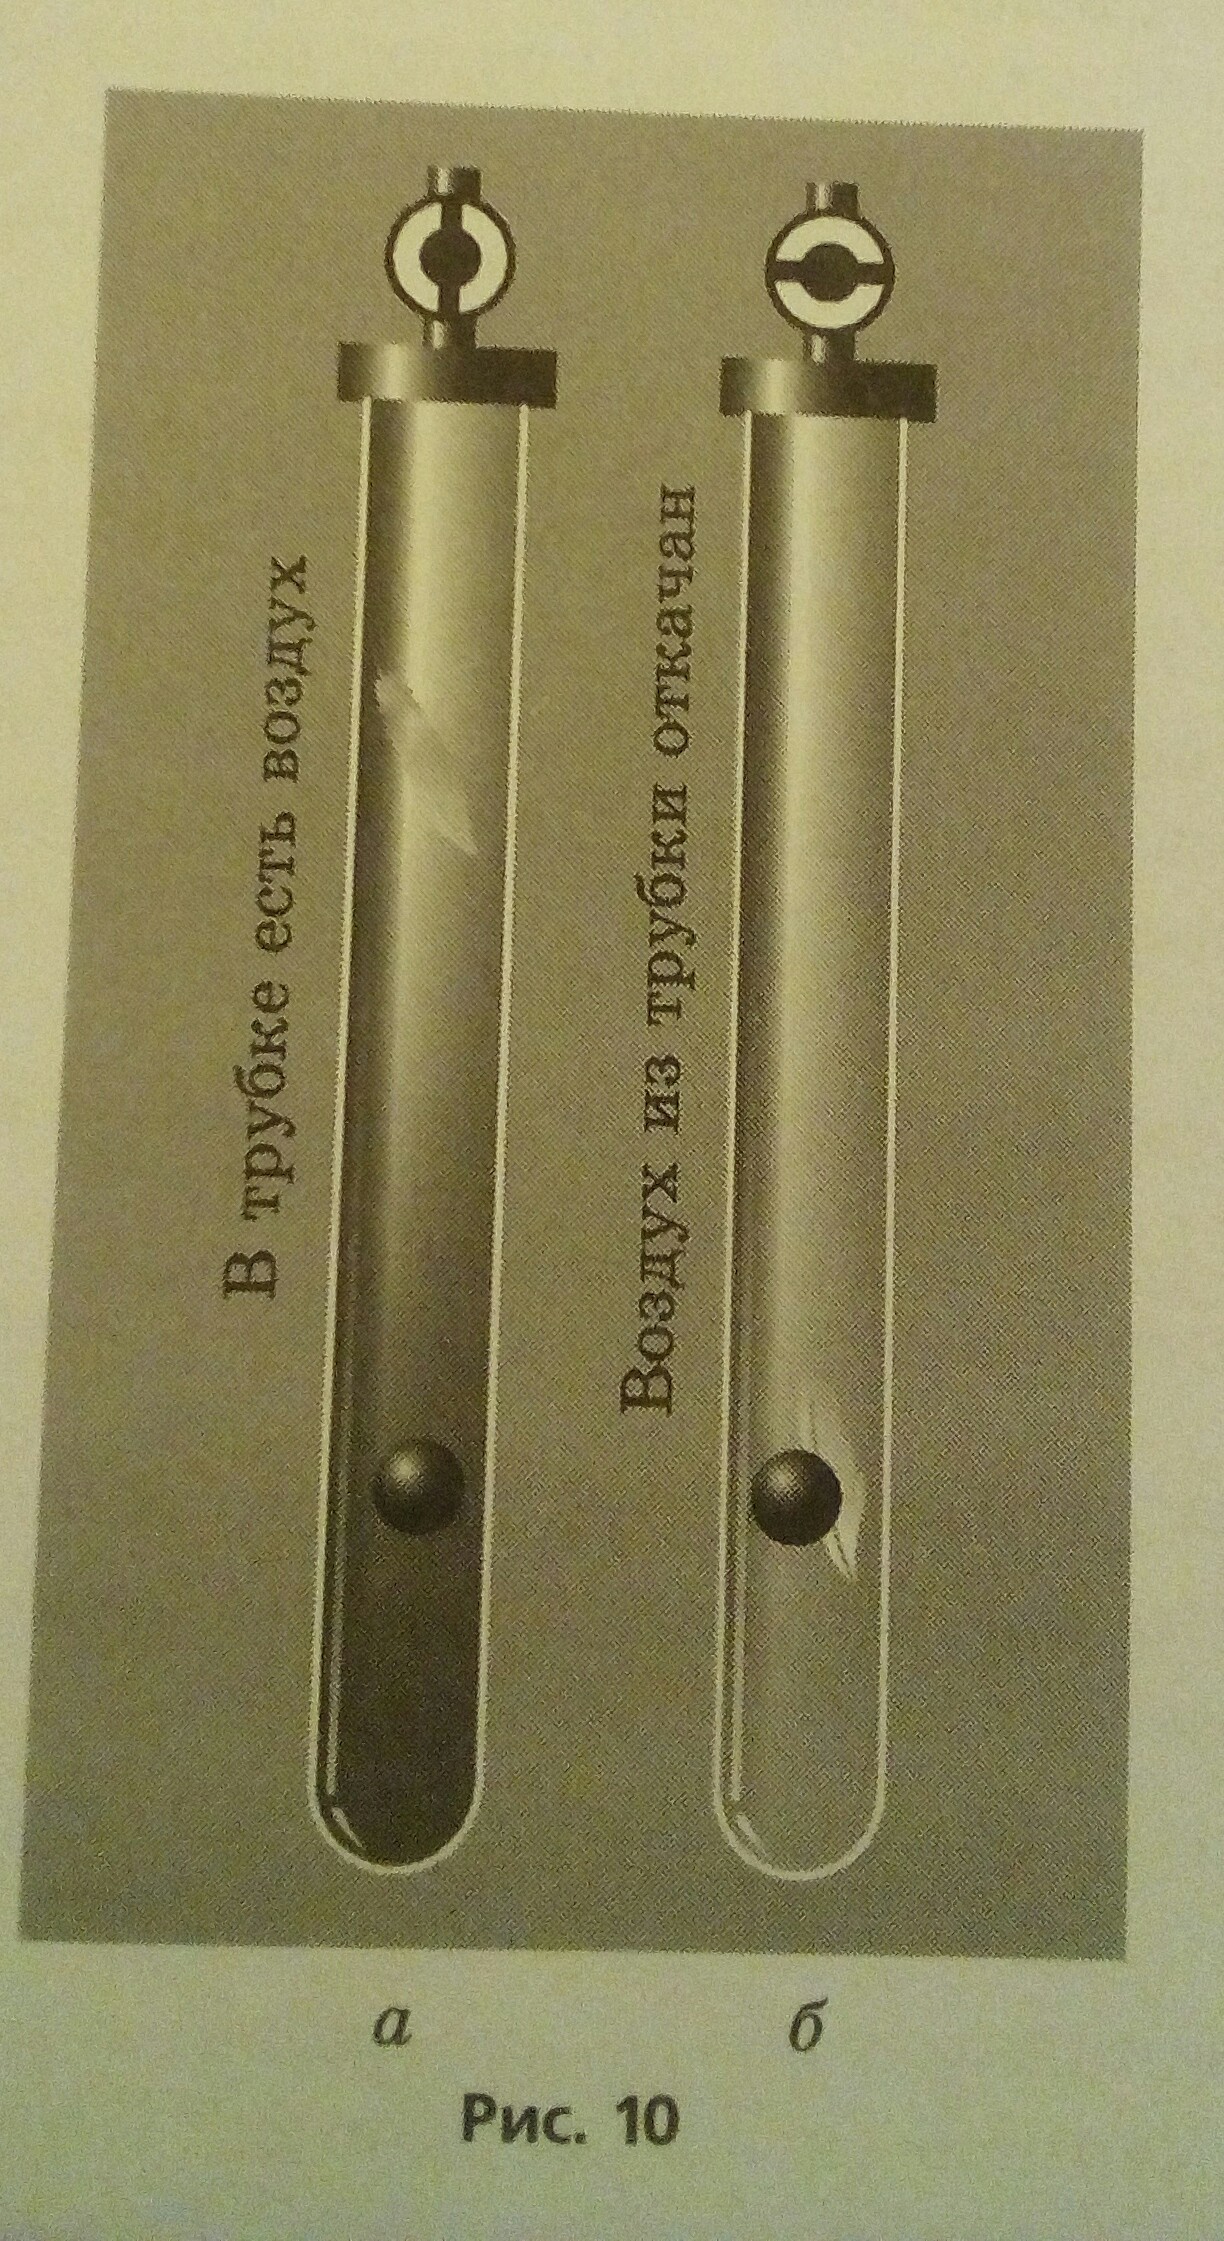 В трубке есть воздух
Воздух из трубки откачан
а
б
Рис. 10